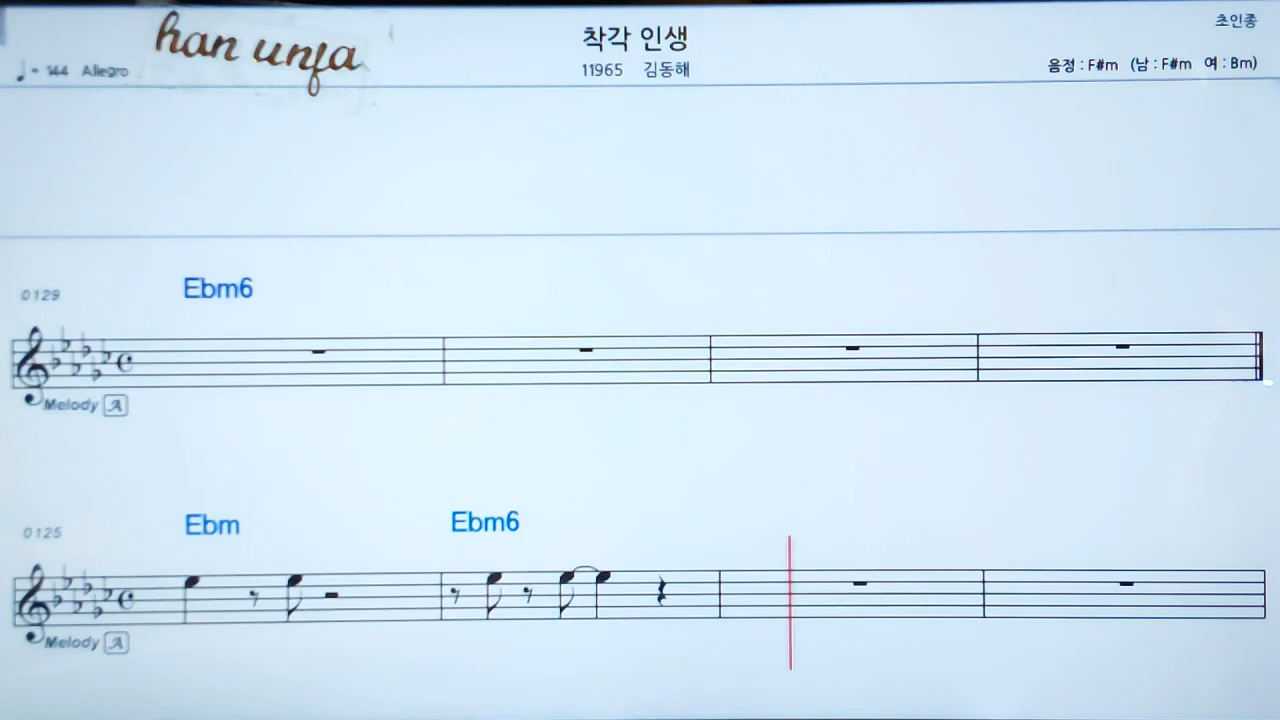 han unfa
착각 인생
초인종
♩ = 144 Allegro
11965 김동해
음정 : F#m (남 : F#m 여 : Bm)
0129
Ebm6
Melody A
0125
Ebm Ebm6
Melody A